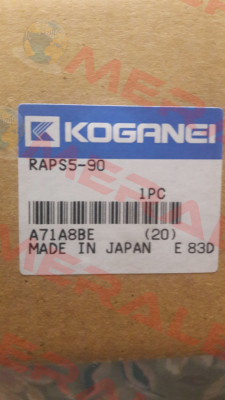 KOGANEI
RAPS5-90
1PC
A71A8BE (20)
MADE IN JAPAN E 83D